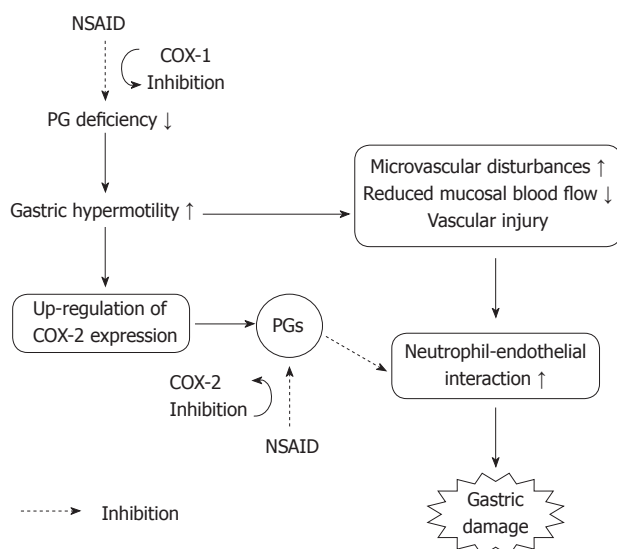 NSAID
COX-1
Inhibition
PG deficiency ↓
Gastric hypermotility ↑
Microvascular disturbances ↑
Reduced mucosal blood flow ↓
Vascular injury
Up-regulation of
COX-2 expression
PGs
Neutrophil-endothelial
interaction ↑
COX-2
Inhibition
NSAID
Gastric
damage
Inhibition